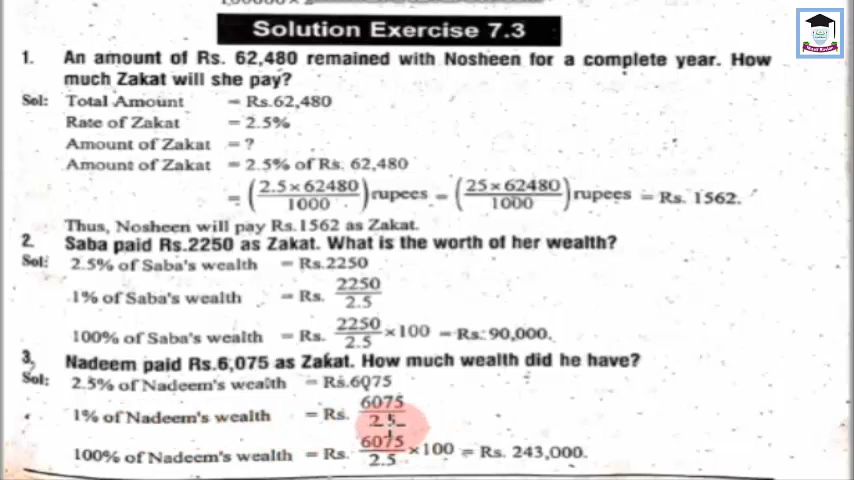 Solution Exercise 7.3
1. An amount of Rs. 62,480 remained with Nosheen for a complete year. How
much Zakat will she pay?
Sol: Total Amount = Rs.62,480
Rate of Zakat = 2.5%
Amount of Zakat = ?
Amount of Zakat = 2.5% of Rs. 62,480
= (2.5×62480/1000) rupees = (25×62480/1000) rupees = Rs. 1562.
Thus, Nosheen will pay Rs.1562 as Zakat.
2. Saba paid Rs.2250 as Zakat. What is the worth of her wealth?
Sol: 2.5% of Saba's wealth = Rs.2250
1% of Saba's wealth = Rs. 2250/2.5
100% of Saba's wealth = Rs. 2250/2.5 ×100 = Rs. 90,000.
3. Nadeem paid Rs.6,075 as Zakat. How much wealth did he have?
Sol: 2.5% of Nadeem's wealth = Rs.6075
1% of Nadeem's wealth = Rs. 6075/2.5
100% of Nadeem's wealth = Rs. 6075/2.5 ×100 = Rs. 243,000.